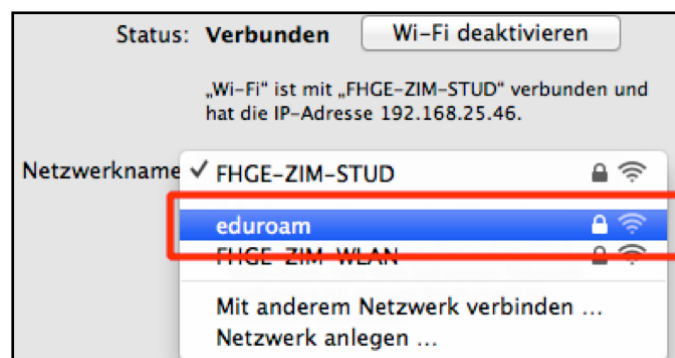 Status: Verbunden Wi-Fi deaktivieren
„Wi-Fi“ ist mit „FHGE-ZIM-STUD“ verbunden und
hat die IP-Adresse 192.168.25.46.
Netzwerkname ✓ FHGE-ZIM-STUD
eduroam
FHGE-ZIM-WLAN
Mit anderem Netzwerk verbinden ...
Netzwerk anlegen ...